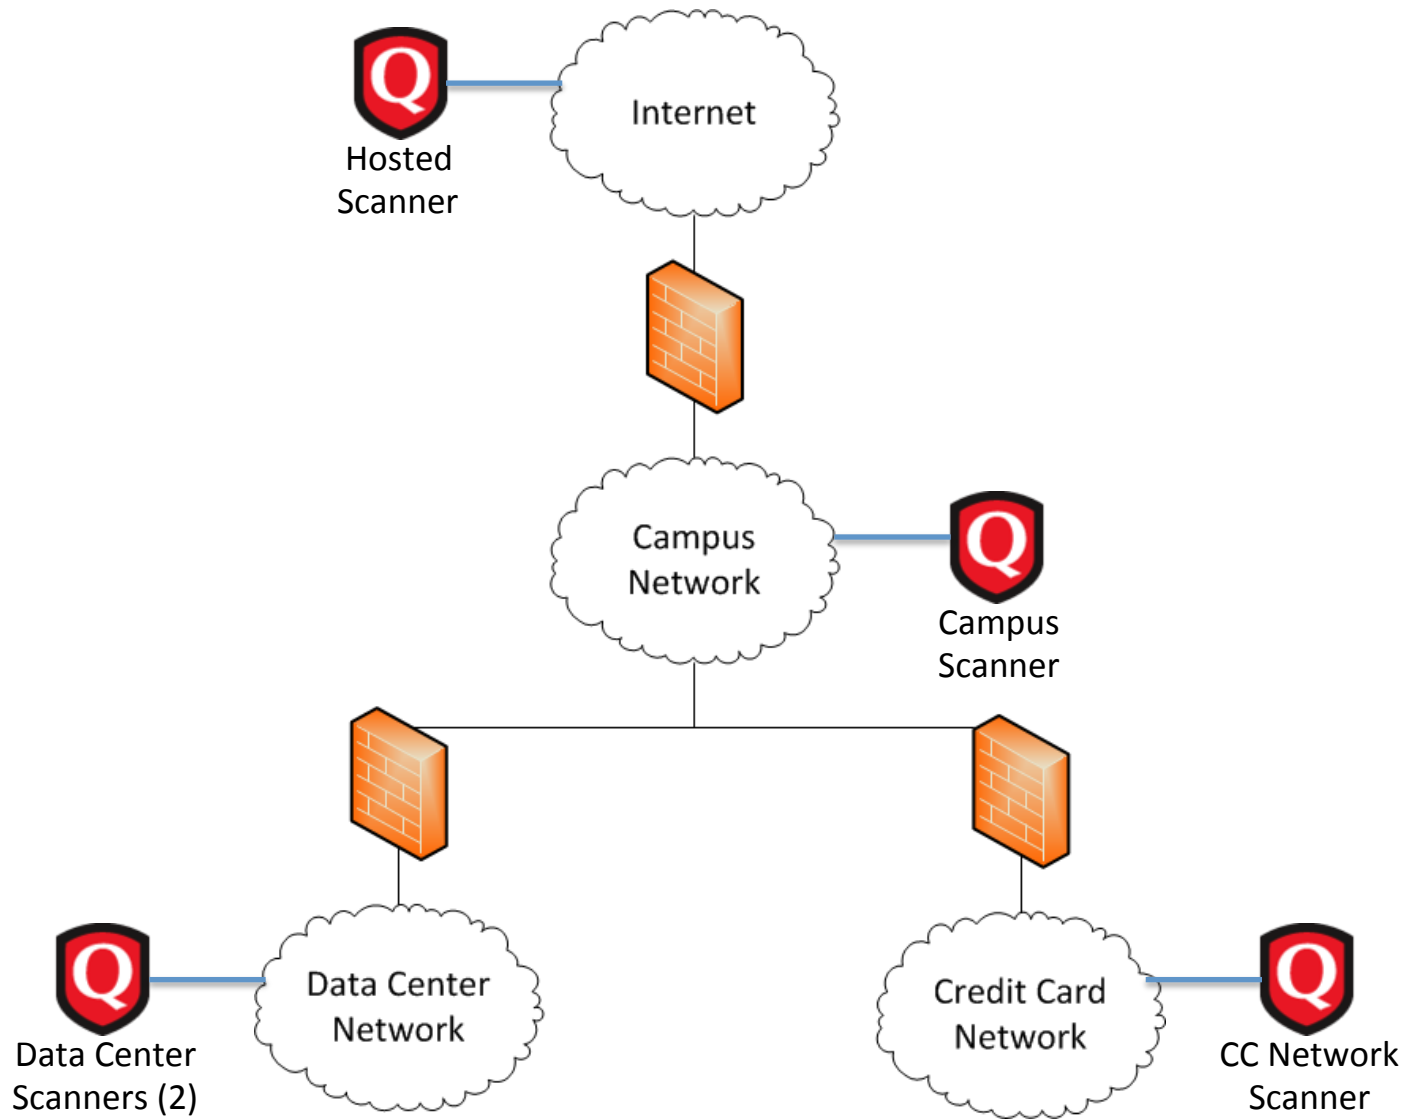 Q
Internet
Hosted
Scanner
Campus
Network
Q
Campus
Scanner
Q
Data Center
Scanners (2)
Data Center
Network
Credit Card
Network
Q
CC Network
Scanner